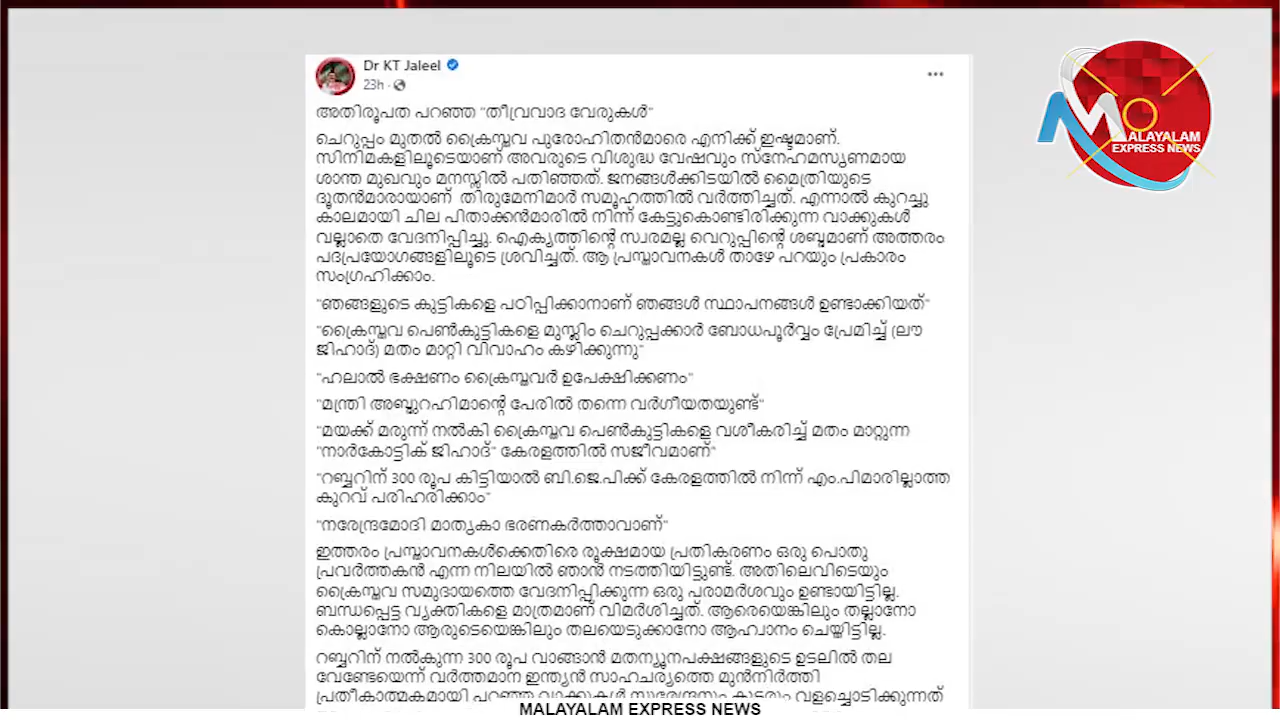 Dr KT Jaleel
23h ·
അതിരൂപത പറഞ്ഞ "തീവ്രവാദ വേരുകൾ"
ചെറുപ്പം മുതൽ ക്രൈസ്തവ പുരോഹിതൻമാരെ എനിക്ക് ഇഷ്ടമാണ്.
സിനിമകളിലൂടെയാണ് അവരുടെ വിശുദ്ധ വേഷവും സ്നേഹമസൃണമായ
ശാന്ത മുഖവും മനസ്സിൽ പതിഞ്ഞത്. ജനങ്ങൾക്കിടയിൽ മൈത്രിയുടെ
ദൂതൻമാരായാണ് തിരുമേനിമാർ സമൂഹത്തിൽ വർത്തിച്ചത്. എന്നാൽ കുറച്ചു
കാലമായി ചില പിതാക്കൻമാരിൽ നിന്ന് കേട്ടുകൊണ്ടിരിക്കുന്ന വാക്കുകൾ
വല്ലാതെ വേദനിപ്പിച്ചു. ഐക്യത്തിന്റെ സ്വരമല്ല വെറുപ്പിന്റെ ശബ്ദമാണ് അത്തരം
പദപ്രയോഗങ്ങളിലൂടെ ശ്രവിച്ചത്. ആ പ്രസ്താവനകൾ താഴേ പറയും പ്രകാരം
സംഗ്രഹിക്കാം.
"ഞങ്ങളുടെ കുട്ടികളെ പഠിപ്പിക്കാനാണ് ഞങ്ങൾ സ്ഥാപനങ്ങൾ ഉണ്ടാക്കിയത്"
"ക്രൈസ്തവ പെൺകുട്ടികളെ മുസ്ലിം ചെറുപ്പക്കാർ ബോധപൂർവ്വം പ്രേമിച്ച് (ലൗ
ജിഹാദ്) മതം മാറ്റി വിവാഹം കഴിക്കുന്നു"
"ഹലാൽ ഭക്ഷണം ക്രൈസ്തവർ ഉപേക്ഷിക്കണം"
"മന്ത്രി അബ്ദുറഹിമാന്റെ പേരിൽ തന്നെ വർഗീയതയുണ്ട്"
"മയക്ക് മരുന്ന് നൽകി ക്രൈസ്തവ പെൺകുട്ടികളെ വശീകരിച്ച് മതം മാറ്റുന്ന
"നാർകോട്ടിക് ജിഹാദ്" കേരളത്തിൽ സജീവമാണ്"
"റബ്ബറിന് 300 രൂപ കിട്ടിയാൽ ബി.ജെ.പിക്ക് കേരളത്തിൽ നിന്ന് എം.പിമാരില്ലാത്ത
കുറവ് പരിഹരിക്കാം"
"നരേന്ദ്രമോദി മാതൃകാ ഭരണകർത്താവാണ്"
ഇത്തരം പ്രസ്താവനകൾക്കെതിരെ രൂക്ഷമായ പ്രതികരണം ഒരു പൊതു
പ്രവർത്തകൻ എന്ന നിലയിൽ ഞാൻ നടത്തിയിട്ടുണ്ട്. അതിലെവിടെയും
ക്രൈസ്തവ സമുദായത്തെ വേദനിപ്പിക്കുന്ന ഒരു പരാമർശവും ഉണ്ടായിട്ടില്ല.
ബന്ധപ്പെട്ട വ്യക്തികളെ മാത്രമാണ് വിമർശിച്ചത്. ആരെയെങ്കിലും തല്ലാനോ
കൊല്ലാനോ ആരുടെയെങ്കിലും തലയെടുക്കാനോ ആഹ്വാനം ചെയ്തിട്ടില്ല.
റബ്ബറിന് നൽകുന്ന 300 രൂപ വാങ്ങാൻ മതന്യൂനപക്ഷങ്ങളുടെ ഉടലിൽ തല
വേണ്ടേയെന്ന് വർത്തമാന ഇന്ത്യൻ സാഹചര്യത്തെ മുൻനിർത്തി
പ്രതീകാത്മകമായി പറഞ്ഞ വാക്കുകൾ സുരേന്ദ്രനും കൂട്ടരും വളച്ചൊടിക്കുന്നത്
MALAYALAM
EXPRESS NEWS
MALAYALAM EXPRESS NEWS